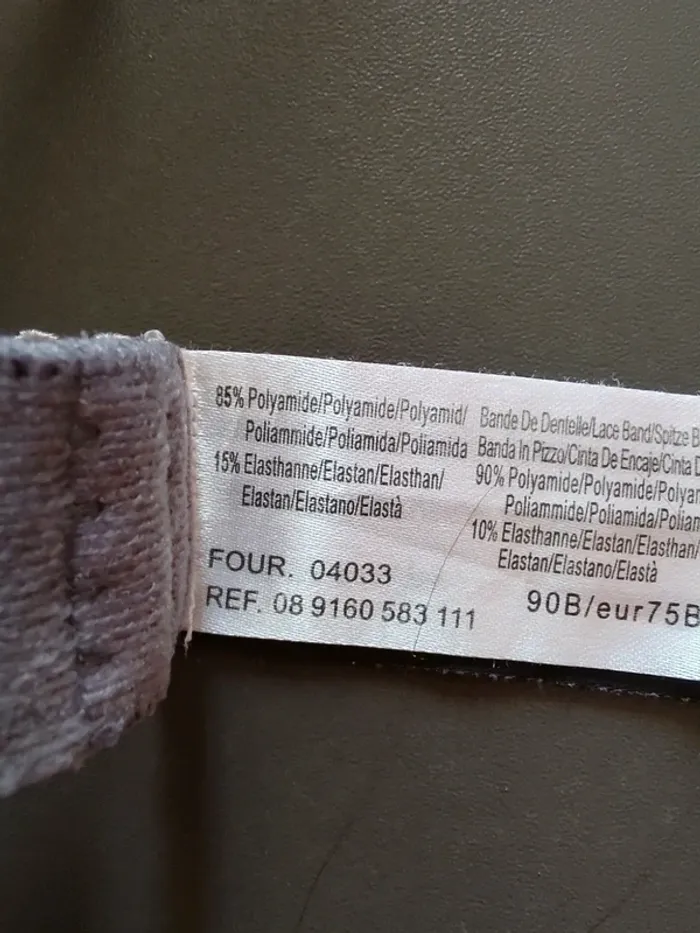 85% Polyamide/Polyamide/Polyamid/
Poliammide/Poliamida/Poliamida
15% Elasthanne/Elastan/Elasthan/
Elastan/Elastano/Elastà
FOUR. 04033
REF. 08 9160 583 111
Bande De Dentelle/Lace Band/Spitze B
Banda In Pizzo/Cinta De Encaje/Cinta D
90% Polyamide/Polyamide/Polya
Poliammide/Poliamida/Polian
10% Elasthanne/Elastan/Elasthan/
Elastan/Elastano/Elastà
90B/eur75B